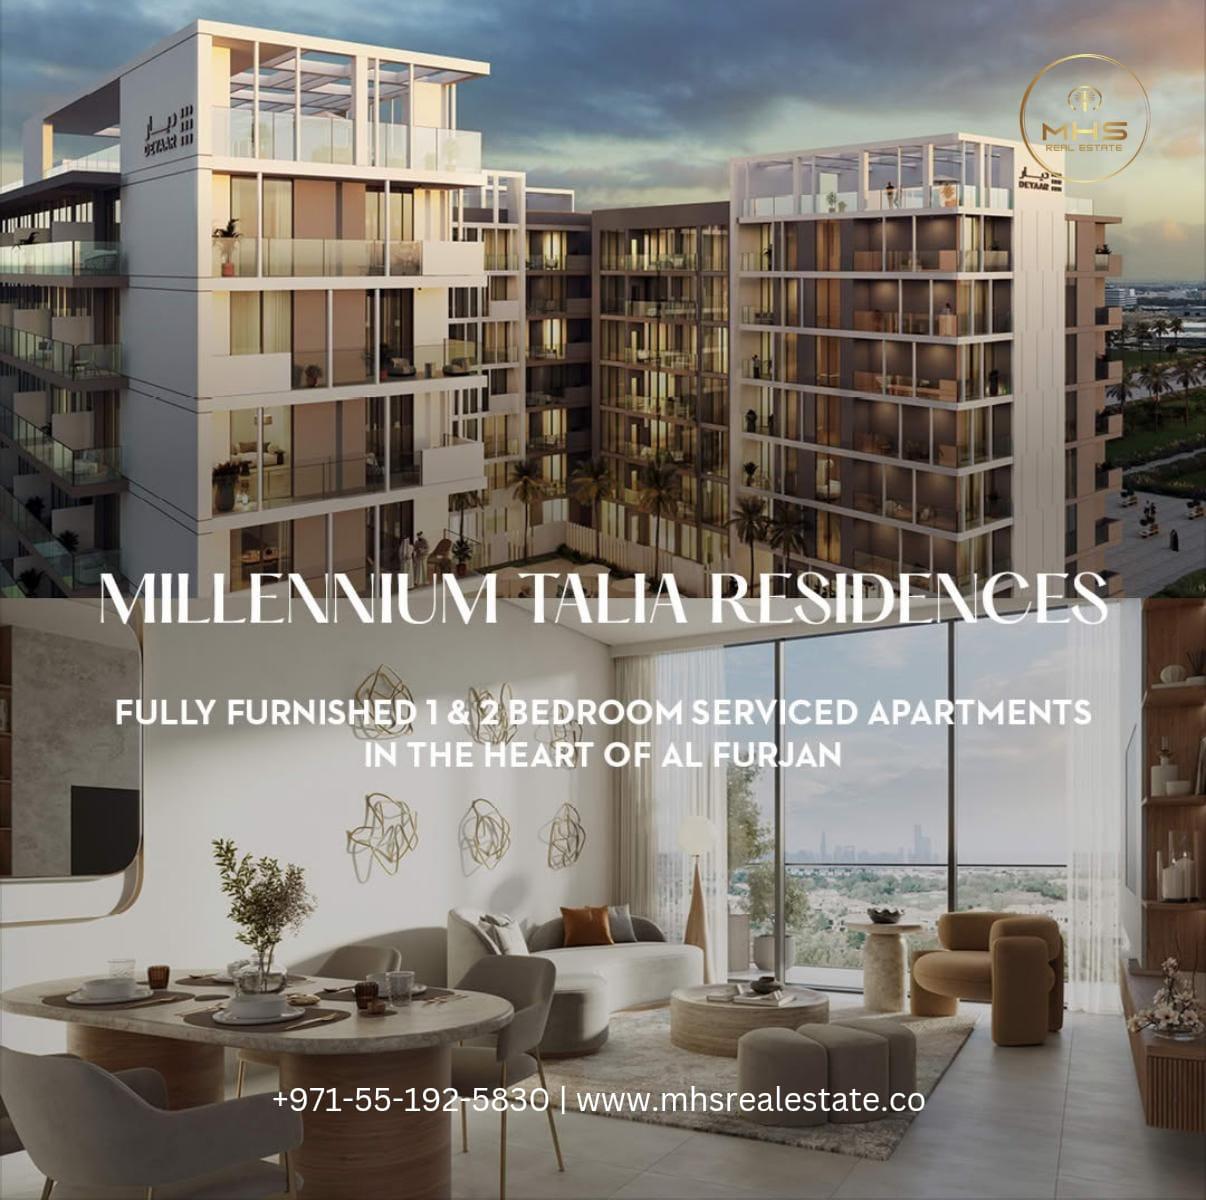 ديار
DEYAAR
MHS
REAL ESTATE
ديار
DEYAAR
MILLENNIUM TALIA RESIDENCES
FULLY FURNISHED 1 & 2 BEDROOM SERVICED APARTMENTS
IN THE HEART OF AL FURJAN
+971-55-192-5830 | www.mhsrealestate.co